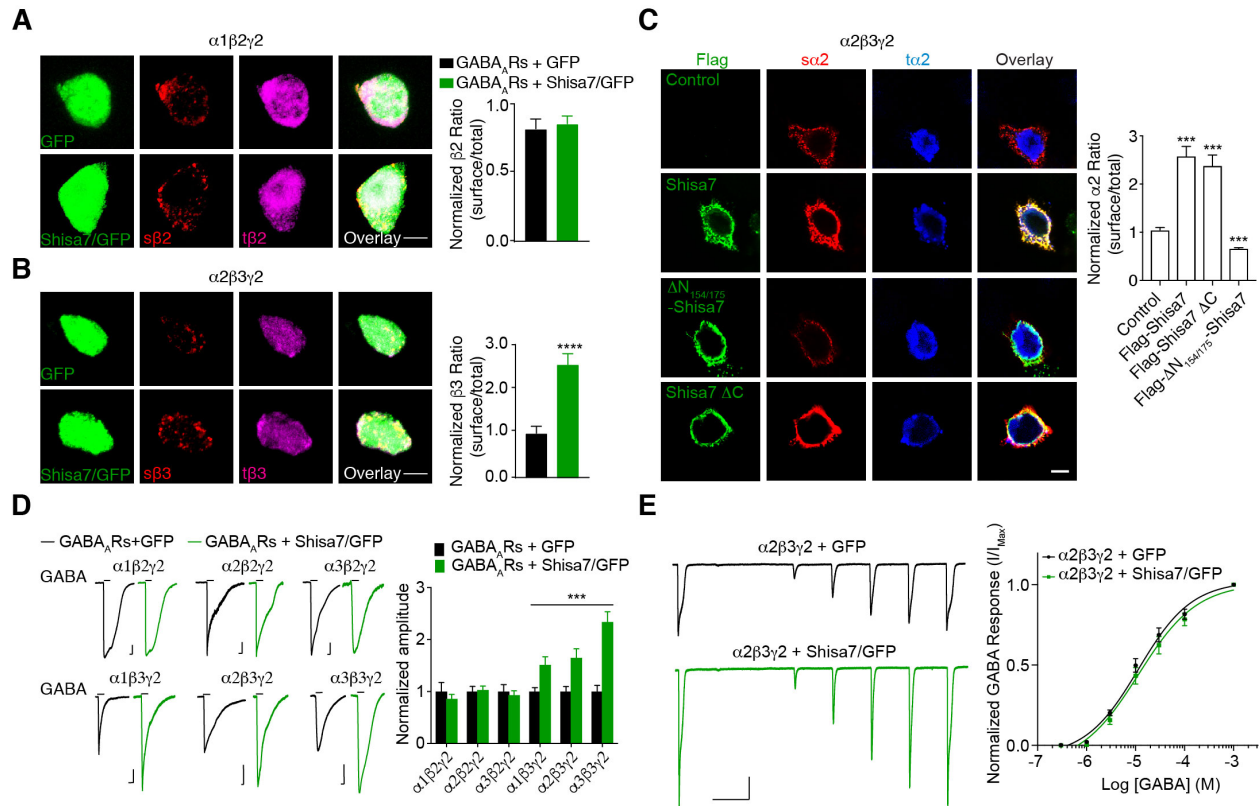 A
α1β2γ2
GFP
Shisa7/GFP
sβ2
tβ2
Overlay
GABA_ARs + GFP
GABA_ARs + Shisa7/GFP
Normalized β2 Ratio
(surface/total)
1.0
0.5
0.0
B
α2β3γ2
GFP
Shisa7/GFP
sβ3
tβ3
Overlay
Normalized β3 Ratio
(surface/total)
3.0
2.0
1.0
0.0
****
C
α2β3γ2
Flag
sα2
tα2
Overlay
Control
Shisa7
ΔN154/175
-Shisa7
Shisa7 ΔC
Normalized α2 Ratio
(surface/total)
3
2
1
0
***
***
***
Control
Flag-Shisa7
Flag-Shisa7 ΔC
Flag-ΔN154/175-Shisa7
D
GABA_ARs+GFP
GABA_ARs + Shisa7/GFP
GABA
α1β2γ2
α2β2γ2
α3β2γ2
GABA
α1β3γ2
α2β3γ2
α3β3γ2
GABA_ARs + GFP
GABA_ARs + Shisa7/GFP
Normalized amplitude
3
2
1
0
***
α1β2γ2
α2β2γ2
α3β2γ2
α1β3γ2
α2β3γ2
α3β3γ2
E
α2β3γ2 + GFP
α2β3γ2 + Shisa7/GFP
α2β3γ2 + GFP
α2β3γ2 + Shisa7/GFP
Normalized GABA Response (I/I_Max)
1.0
0.5
0.0
-7
-6
-5
-4
-3
Log [GABA] (M)